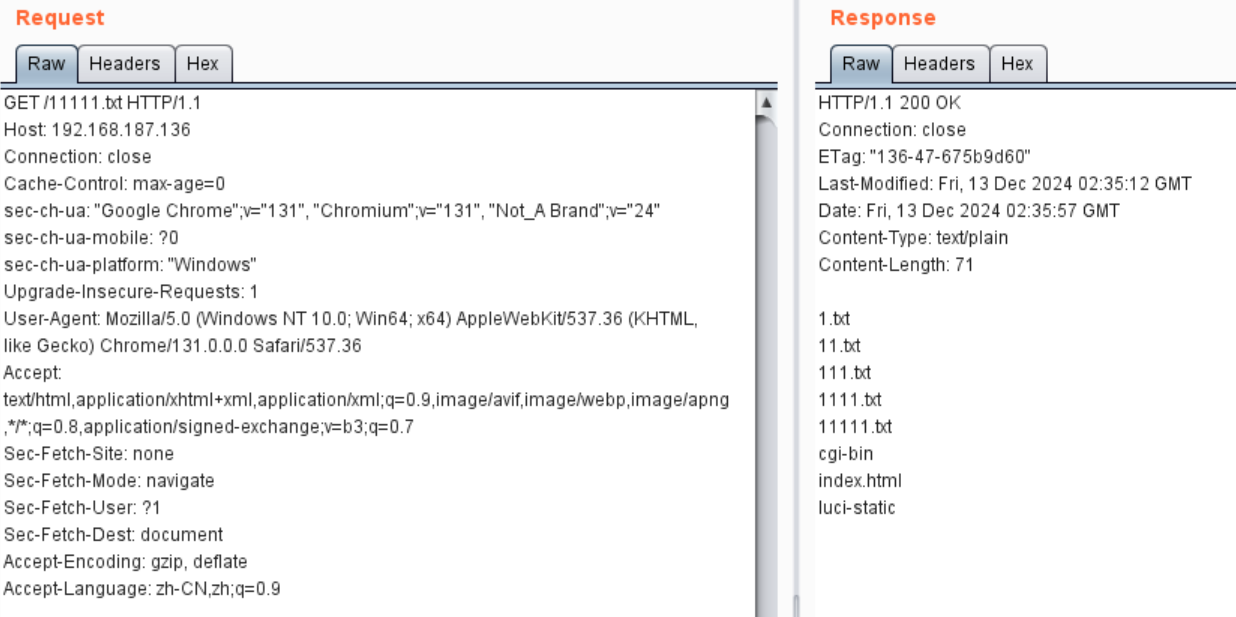 Request
Raw Headers Hex
GET /11111.txt HTTP/1.1
Host: 192.168.187.136
Connection: close
Cache-Control: max-age=0
sec-ch-ua: "Google Chrome";v="131", "Chromium";v="131", "Not_A Brand";v="24"
sec-ch-ua-mobile: ?0
sec-ch-ua-platform: "Windows"
Upgrade-Insecure-Requests: 1
User-Agent: Mozilla/5.0 (Windows NT 10.0; Win64; x64) AppleWebKit/537.36 (KHTML,
like Gecko) Chrome/131.0.0.0 Safari/537.36
Accept:
text/html,application/xhtml+xml,application/xml;q=0.9,image/avif,image/webp,image/apng
,*/*;q=0.8,application/signed-exchange;v=b3;q=0.7
Sec-Fetch-Site: none
Sec-Fetch-Mode: navigate
Sec-Fetch-User: ?1
Sec-Fetch-Dest: document
Accept-Encoding: gzip, deflate
Accept-Language: zh-CN,zh;q=0.9
Response
Raw Headers Hex
HTTP/1.1 200 OK
Connection: close
ETag: "136-47-675b9d60"
Last-Modified: Fri, 13 Dec 2024 02:35:12 GMT
Date: Fri, 13 Dec 2024 02:35:57 GMT
Content-Type: text/plain
Content-Length: 71
1.txt
11.txt
111.txt
1111.txt
11111.txt
cgi-bin
index.html
luci-static